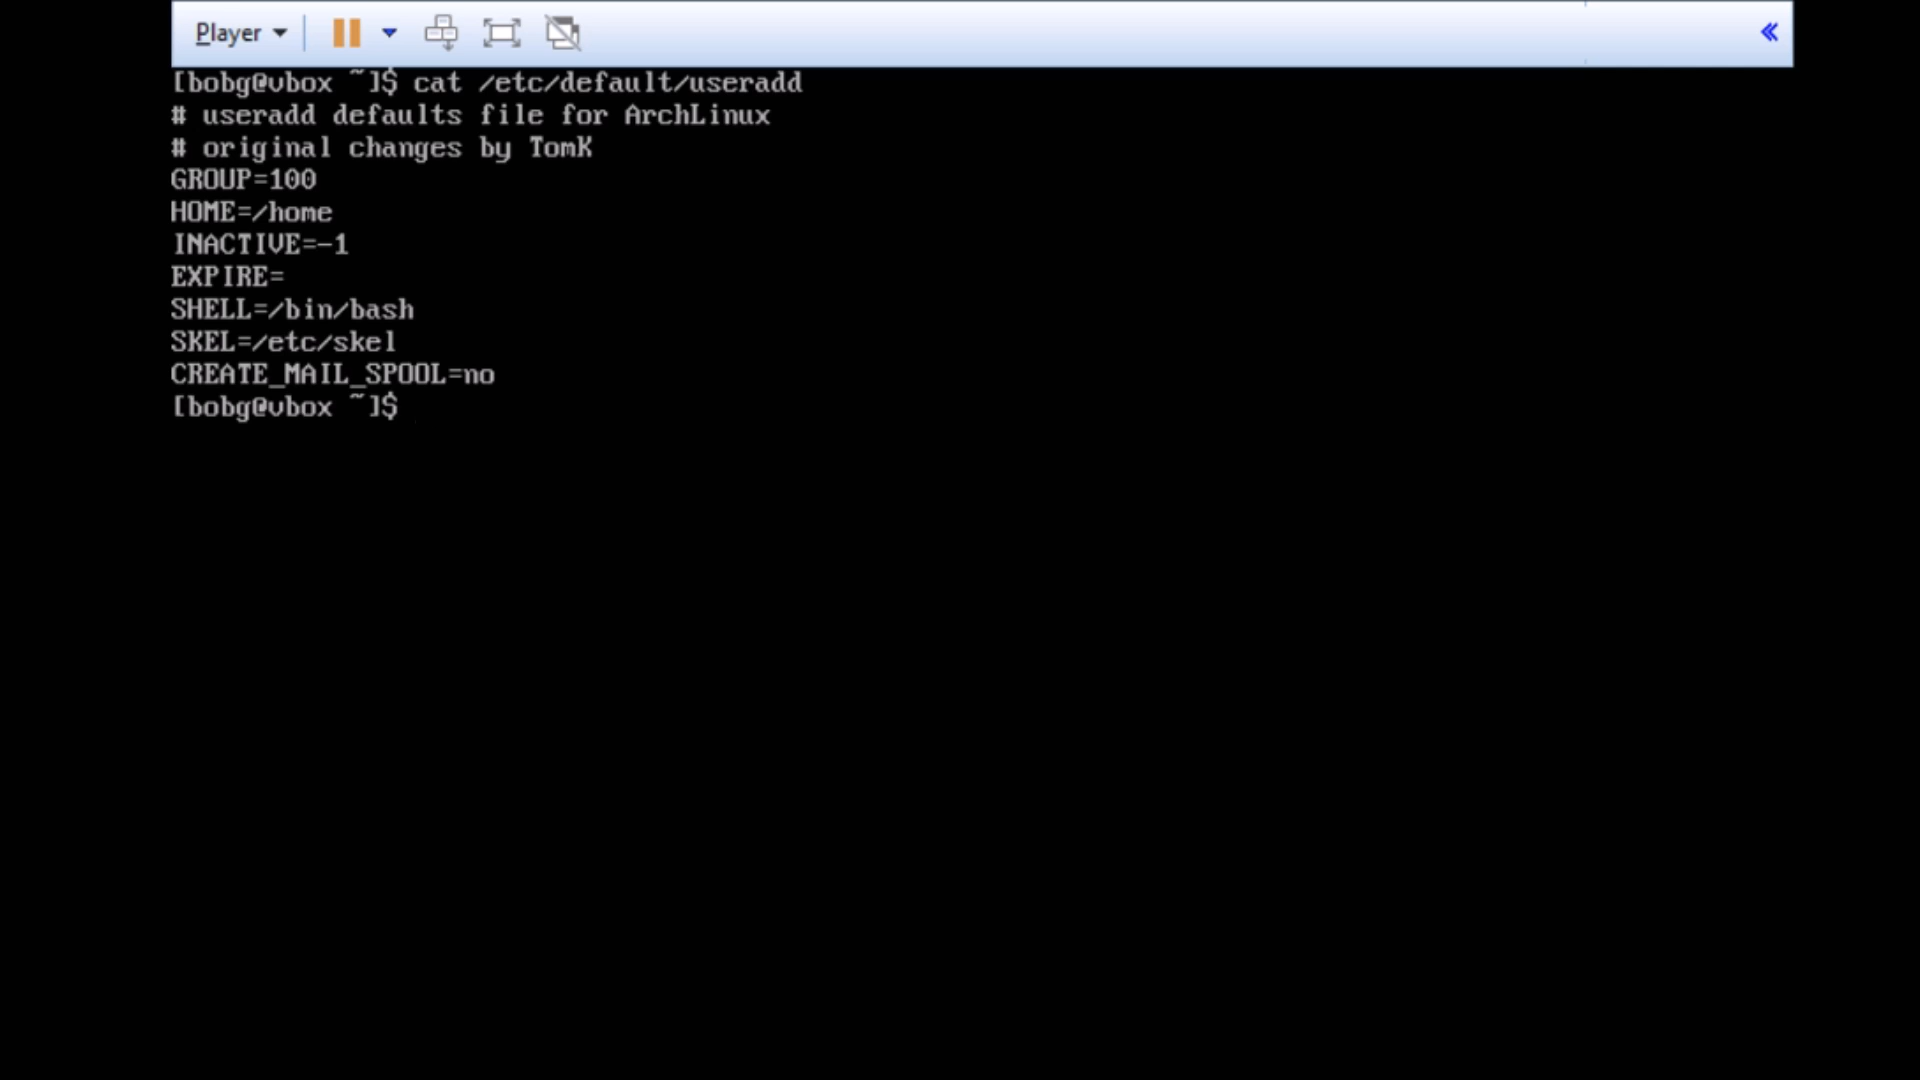 Player
[bobg@vbox ~]$ cat /etc/default/useradd
# useradd defaults file for ArchLinux
# original changes by TomK
GROUP=100
HOME=/home
INACTIVE=-1
EXPIRE=
SHELL=/bin/bash
SKEL=/etc/skel
CREATE_MAIL_SPOOL=no
[bobg@vbox ~]$